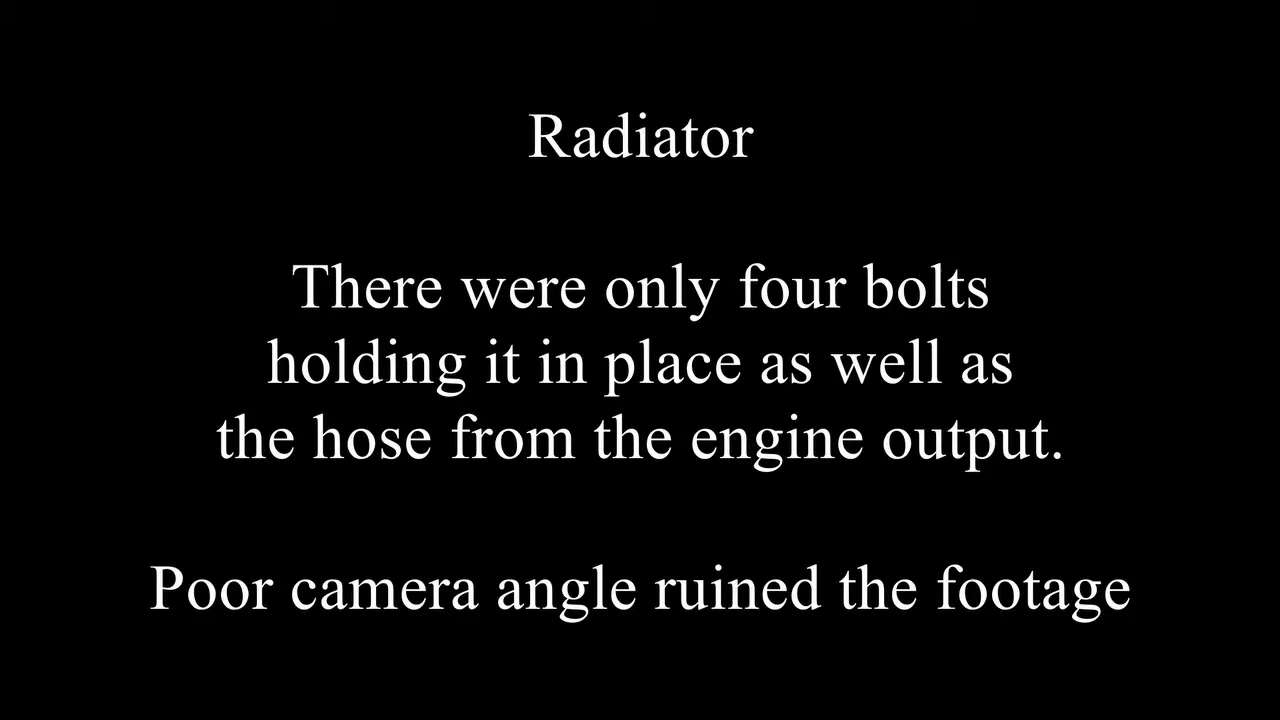 Radiator
There were only four bolts
holding it in place as well as
the hose from the engine output.
Poor camera angle ruined the footage